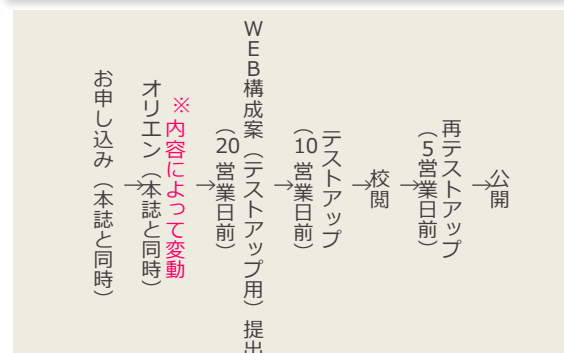 お申し込み（本誌と同時）
→
オリエン（本誌と同時）
※内容によって変動
→
WEB構成案（テストアップ用）提出
（20営業日前）
→
テストアップ
（10営業日前）
→
校閲
→
再テストアップ
（5営業日前）
→
公開